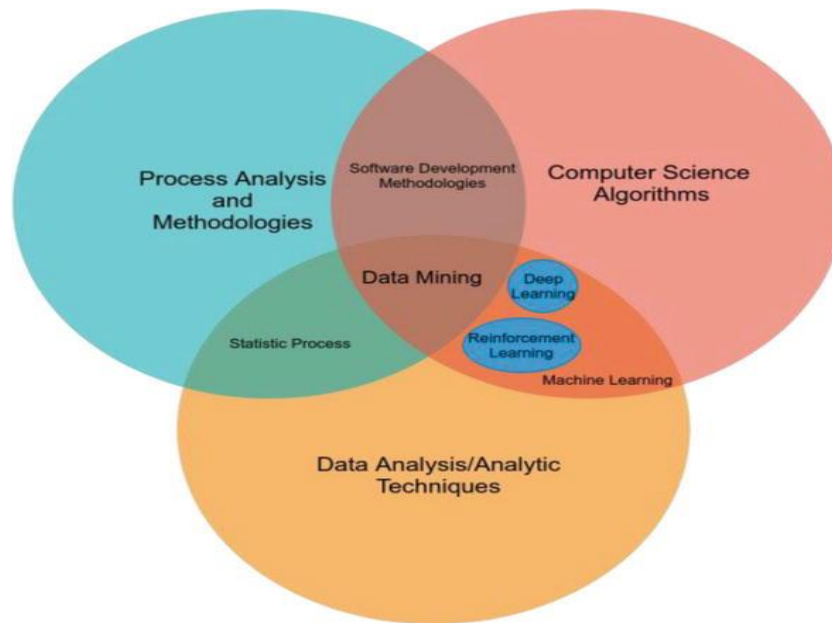 Process Analysis
and
Methodologies
Software Development
Methodologies
Computer Science
Algorithms
Data Mining
Deep
Learning
Statistic Process
Reinforcement
Learning
Machine Learning
Data Analysis/Analytic
Techniques